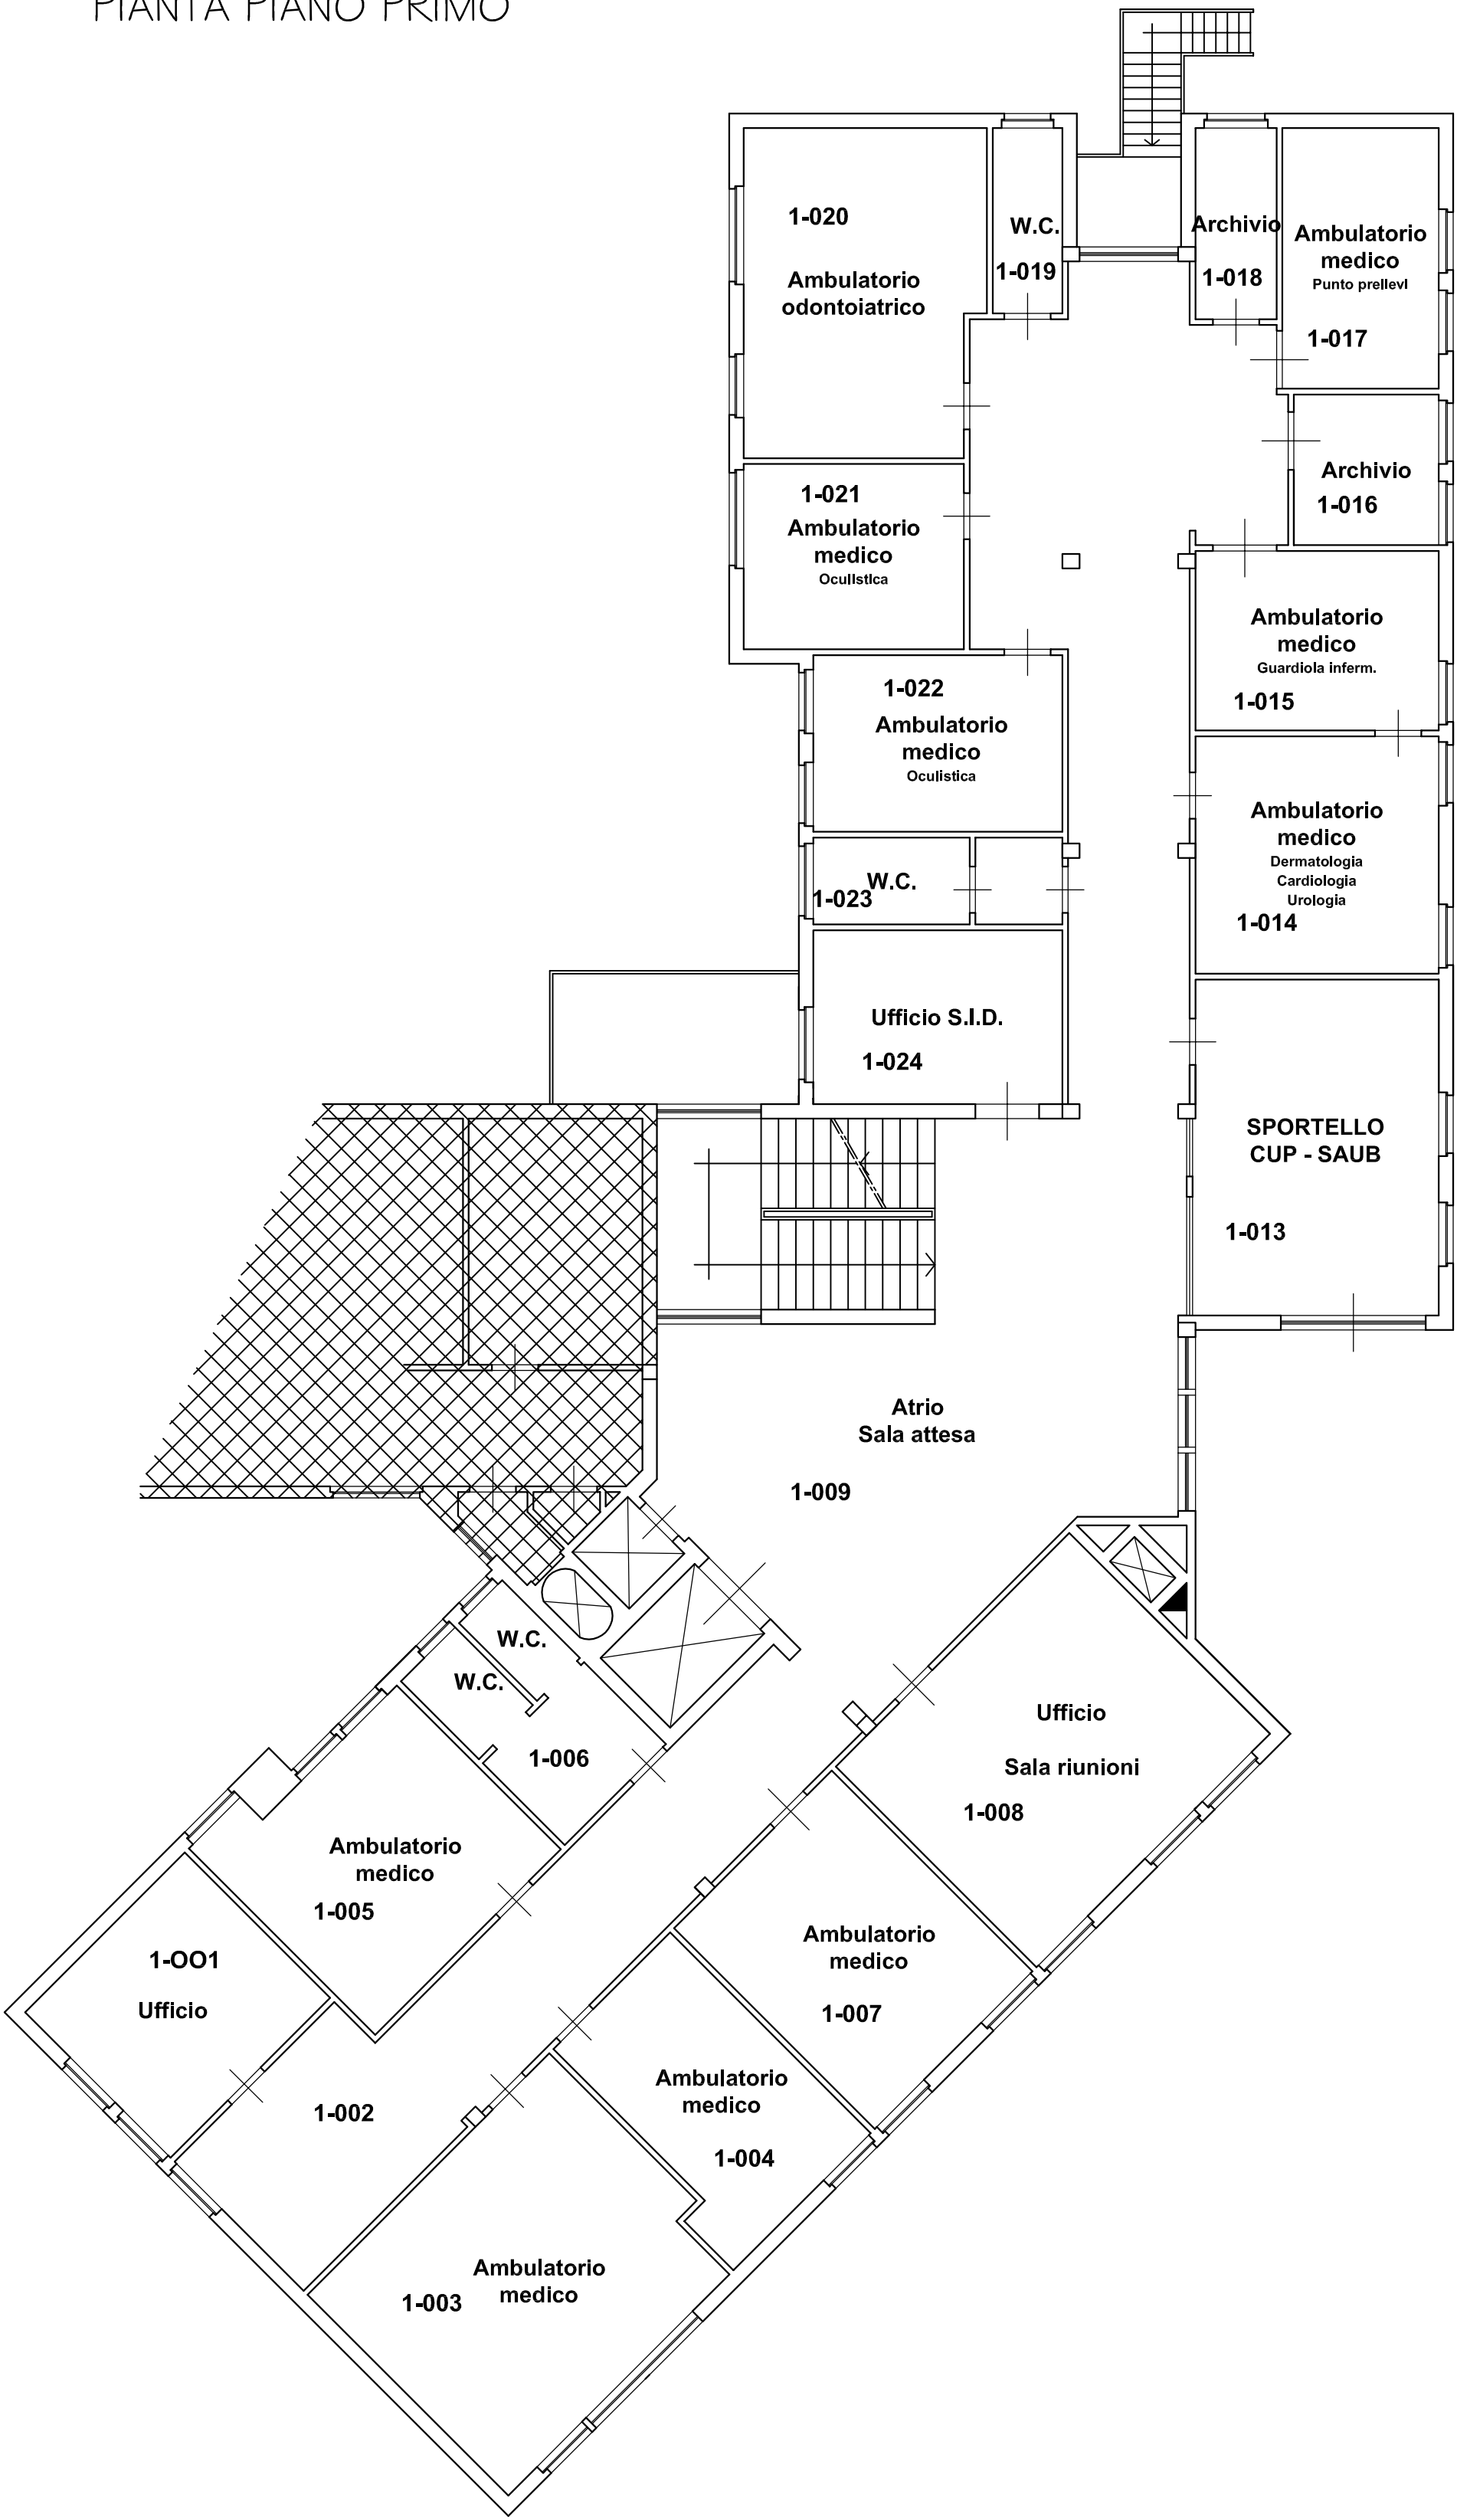 PIANTA PIANO PRIMO
1-020
Ambulatorio
odontoiatrico
W.C.
1-019
Archivio
1-018
Ambulatorio
medico
Punto prelievi
1-017
Archivio
1-016
1-021
Ambulatorio
medico
Oculistica
Ambulatorio
medico
Guardiola inferm.
1-015
1-022
Ambulatorio
medico
Oculistica
Ambulatorio
medico
Dermatologia
Cardiologia
Urologia
1-014
W.C.
1-023
Ufficio S.I.D.
1-024
SPORTELLO
CUP - SAUB
1-013
Atrio
Sala attesa
1-009
W.C.
W.C.
1-006
Ufficio
Sala riunioni
1-008
Ambulatorio
medico
1-005
Ambulatorio
medico
1-007
1-OO1
Ufficio
1-002
Ambulatorio
medico
1-004
Ambulatorio
medico
1-003